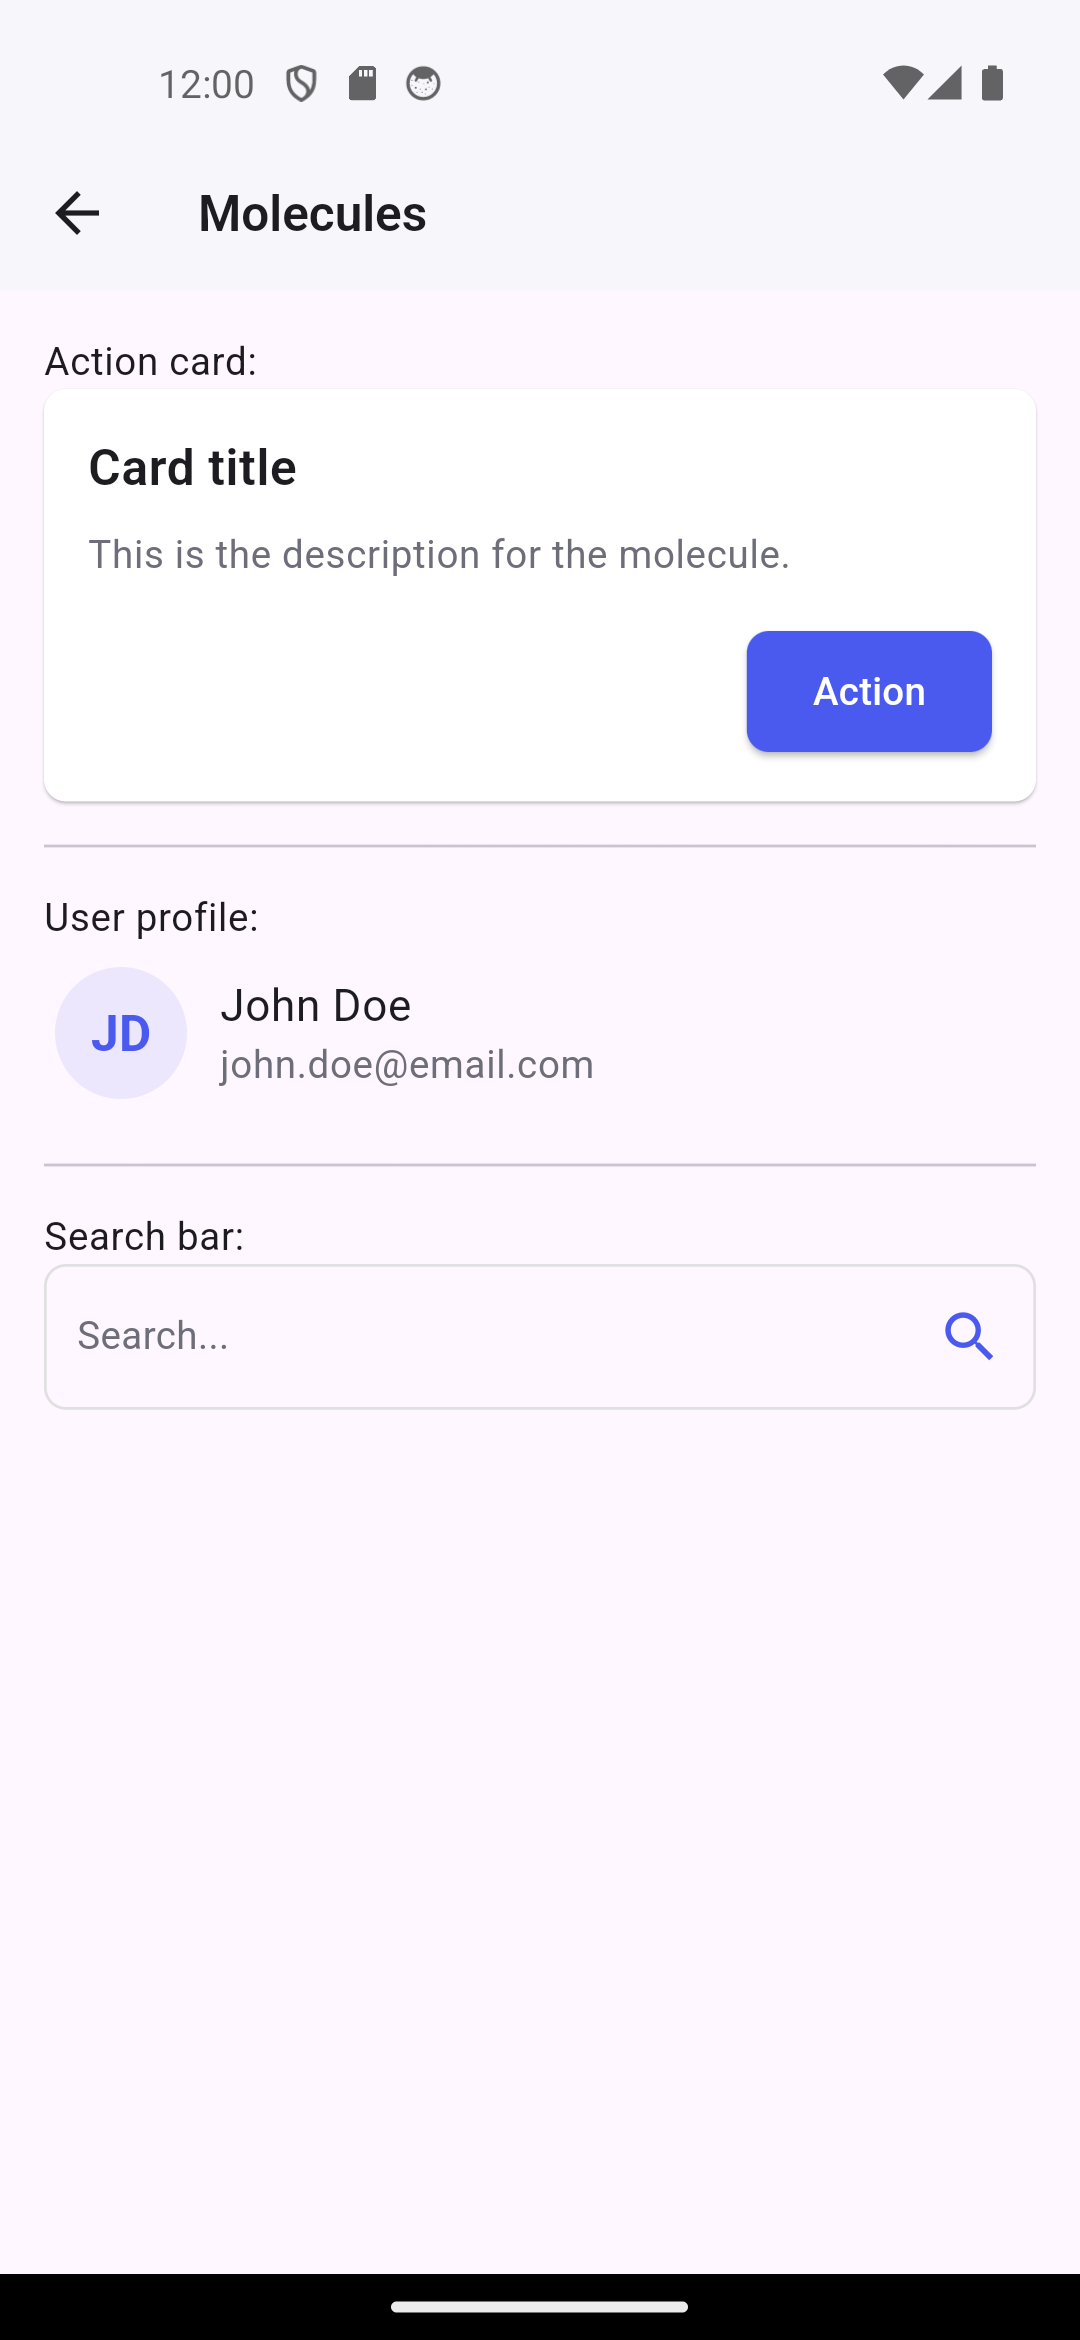 12:00
Molecules
Action card:
Card title
This is the description for the molecule.
Action
User profile:
JD
John Doe
john.doe@email.com
Search bar:
Search...